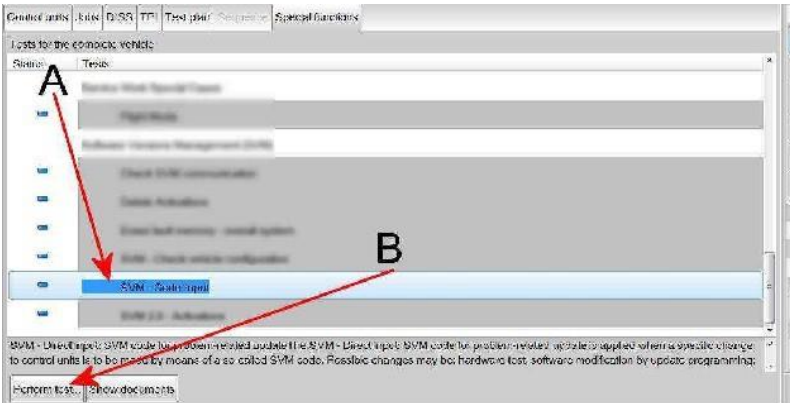 Control units Jobs DISS TPI Test plan Sequence Special functions
Tests for the complete vehicle
Status Tests
A
Service Work Special Cases
Flight Mode
Software Versions Management (SVM)
Check SVM communication
Delete Activations
Erase fault memory - overall system
B
SVM - Check vehicle configuration
SVM - Code input
SVM 2.0 - Activations
SVM - Direct input: SVM code for problem-related update The SVM - Direct input: SVM code for problem-related update is applied when a specific change
to control units is to be made by means of a so-called SVM code. Possible changes may be: hardware test, software modification by update programming;
Perform test... Show documents